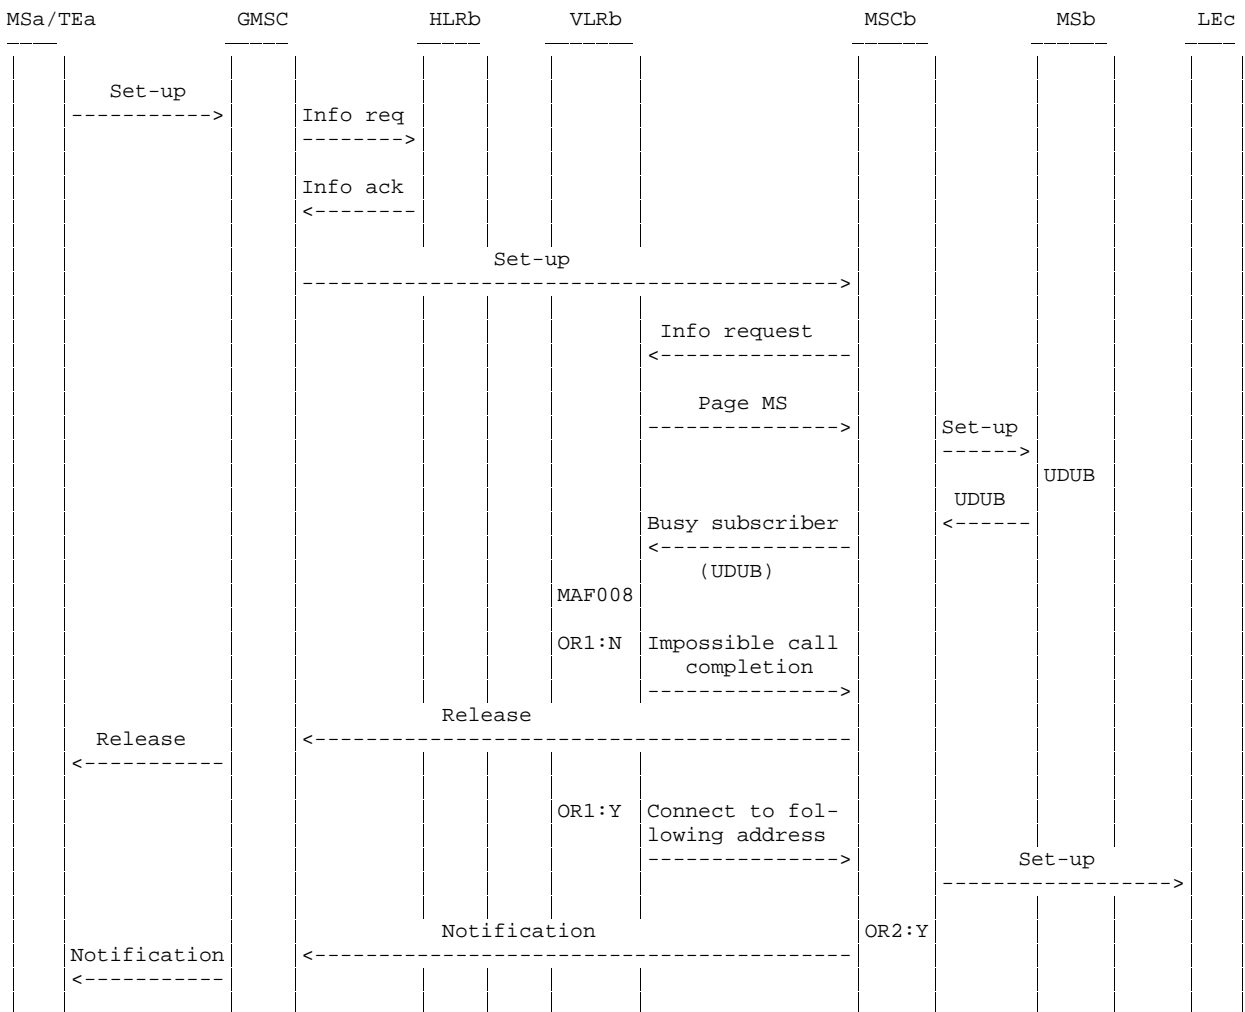 MSa/TEa GMSC HLRb VLRb MSCb MSb LEc
Set-up
Info req
Info ack
Set-up
Info request
Page MS
Set-up
UDUB
UDUB
Busy subscriber
(UDUB)
MAF008
OR1:N Impossible call
completion
Release
Release
OR1:Y Connect to fol-
lowing address
Set-up
Notification OR2:Y
Notification